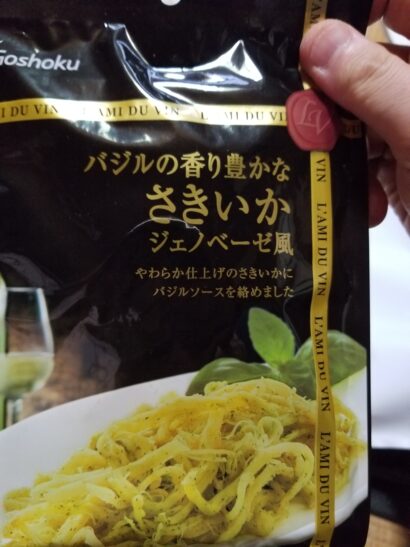 Goshoku
I DU VIN L'AMI DU VIN L'AMI DU VIN
バジルの香り豊かな
さきいか
ジェノベーゼ風
やわらか仕上げのさきいかに
バジルソースを絡めました
VIN L'AMI DU VIN L'AMI DU VIN L'AMI DU VIN